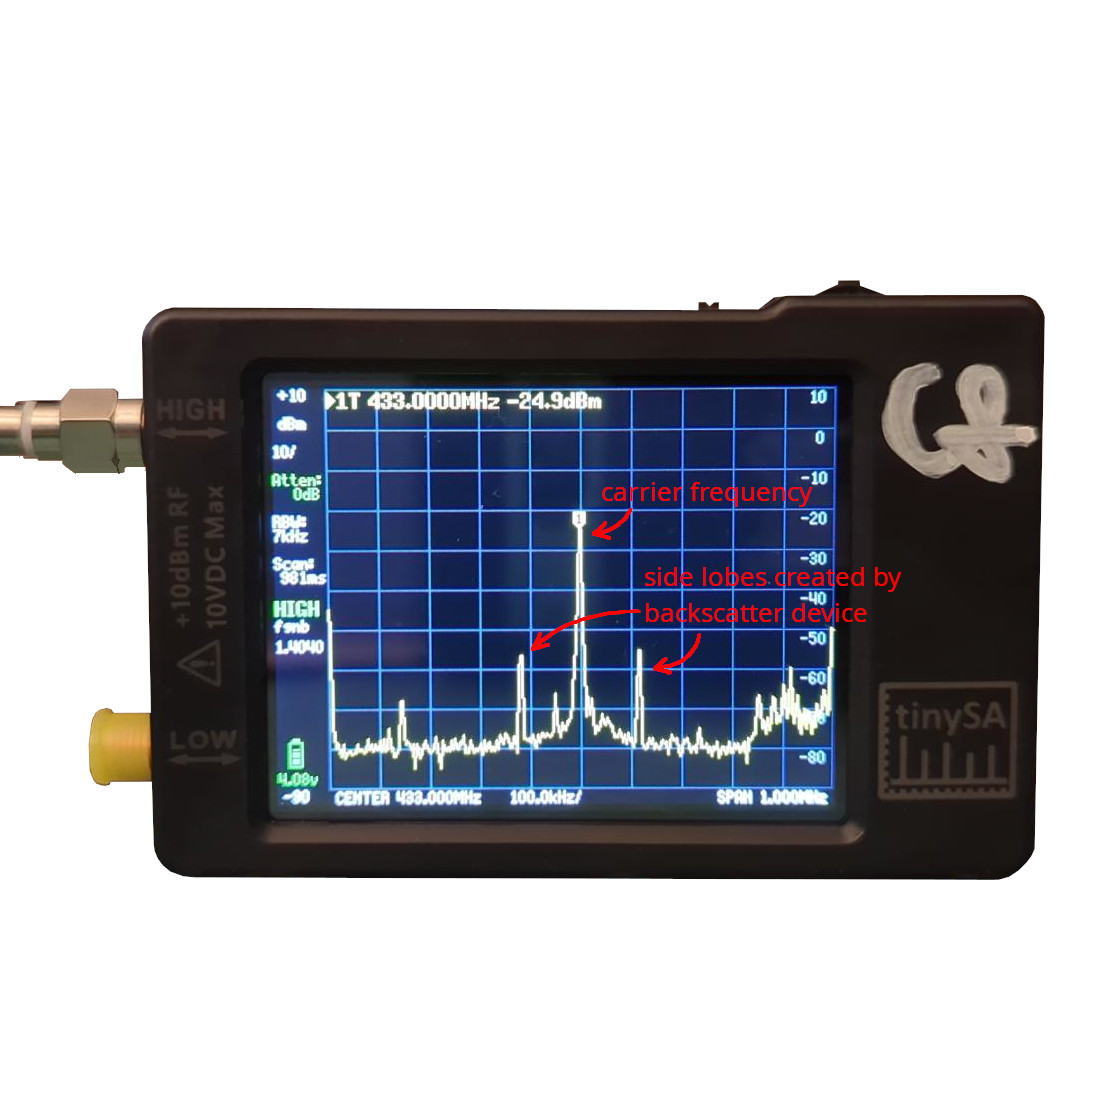 +10
dBm
10/
Atten:
0dB
RBW:
7kHz
Scan:
981ms
HIGH
fsnb
1.4040
4.08v
-90
1T 433.0000MHz -24.9dBm
10
0
-10
-20
-30
-40
-50
-60
-80
1
carrier frequency
side lobes created by
backscatter device
CENTER 433.000MHz 100.0kHz/ SPAN 1.000MHz
HIGH
+10dBm RF
10VDC Max
LOW
tinySA